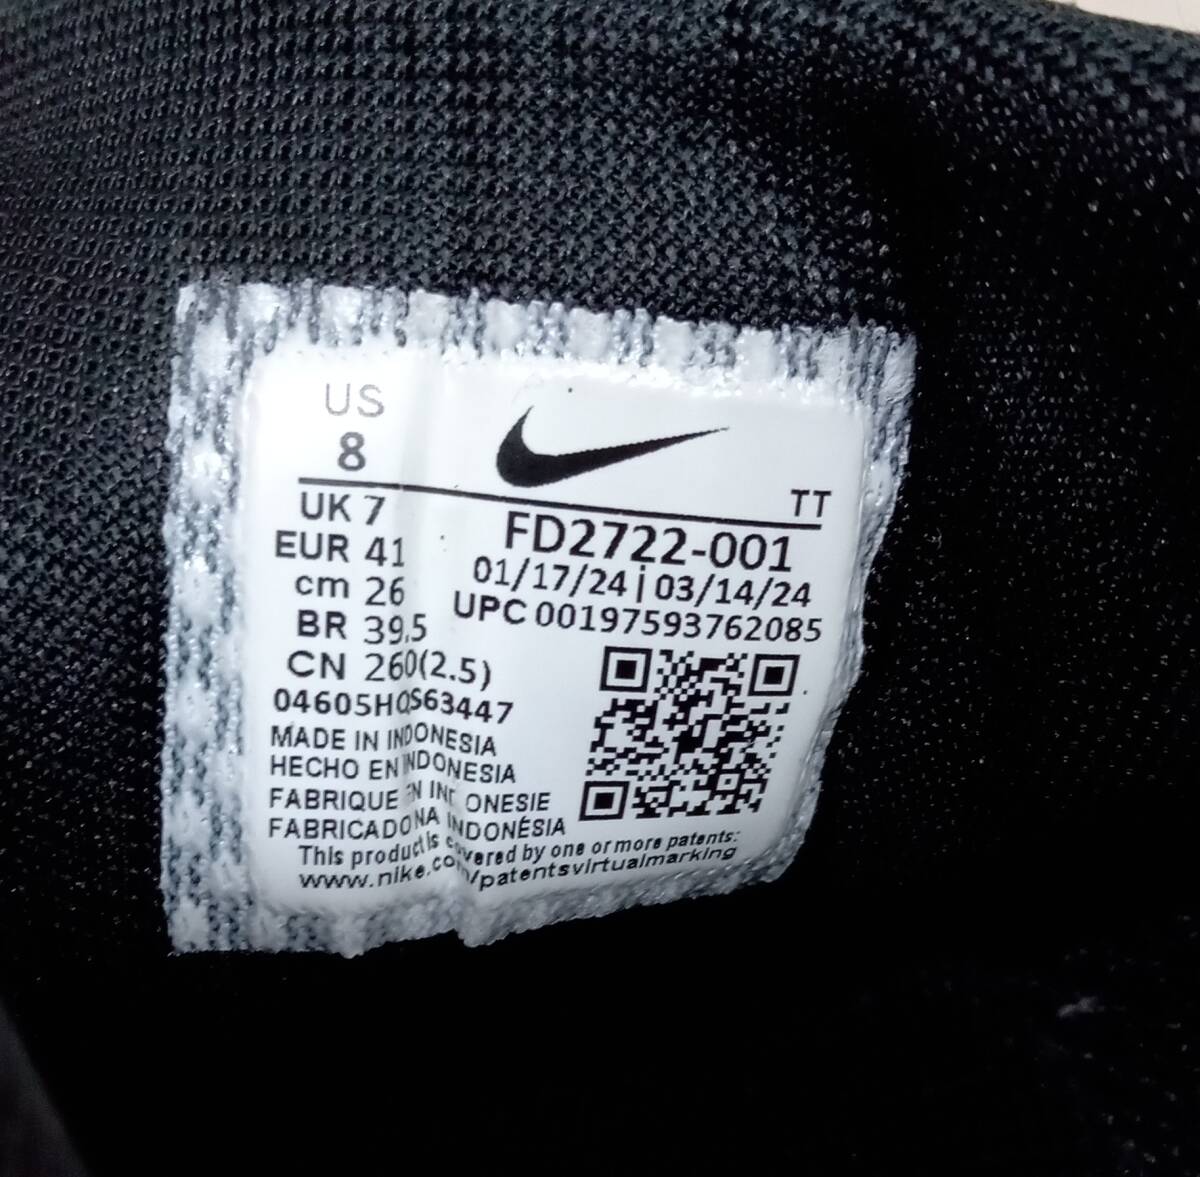 US
8
TT
UK 7
EUR 41
cm 26
BR 39,5
CN 260(2.5)
FD2722-001
01/17/24 | 03/14/24
UPC 00197593762085
04605HQS63447
MADE IN INDONESIA
HECHO EN INDONESIA
FABRIQUE EN INDONESIE
FABRICADO NA INDONÉSIA
This product is covered by one or more patents:
www.nike.com/patentsvirtualmarking